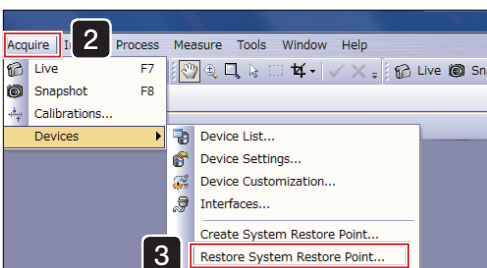 2
Acquire I Process Measure Tools Window Help
Live F7
Live Sn
Snapshot F8
Calibrations...
Devices
Device List...
Device Settings...
Device Customization...
Interfaces...
Create System Restore Point...
3
Restore System Restore Point...